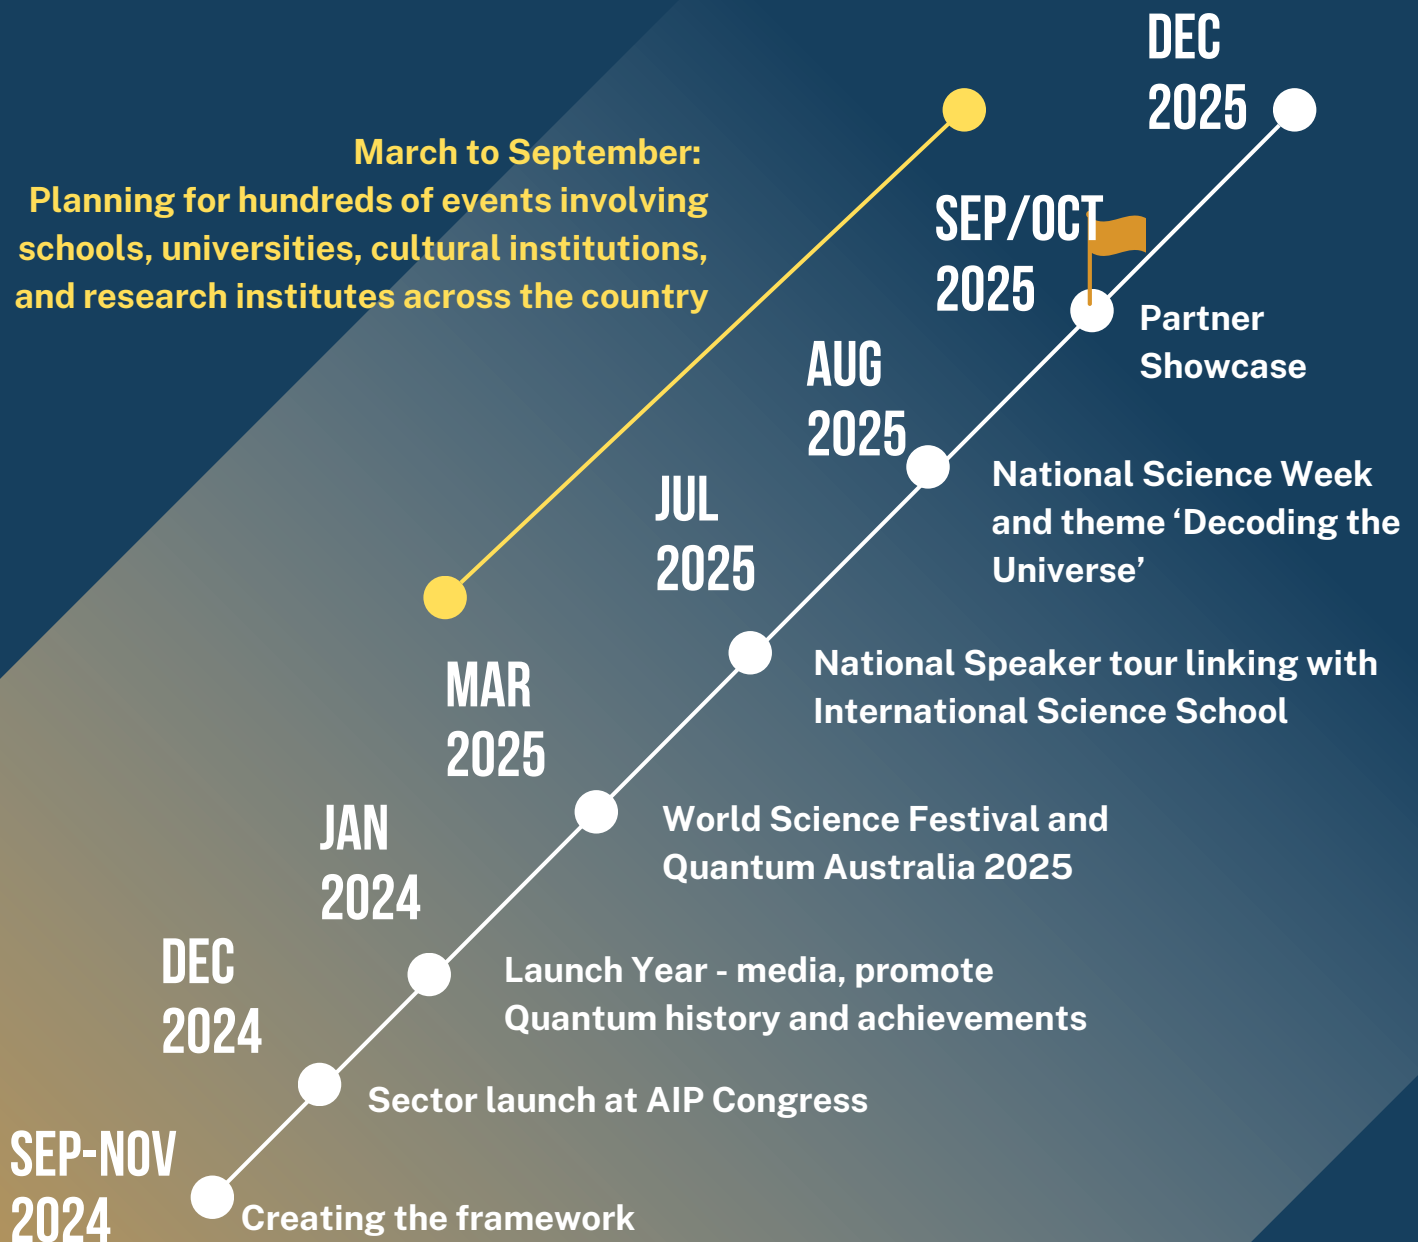 DEC
2025
March to September:
Planning for hundreds of events involving
schools, universities, cultural institutions,
and research institutes across the country
SEP/OCT
2025
Partner
Showcase
AUG
2025
National Science Week
and theme ‘Decoding the
Universe’
JUL
2025
National Speaker tour linking with
International Science School
MAR
2025
World Science Festival and
Quantum Australia 2025
JAN
2024
Launch Year - media, promote
Quantum history and achievements
DEC
2024
Sector launch at AIP Congress
SEP-NOV
2024
Creating the framework